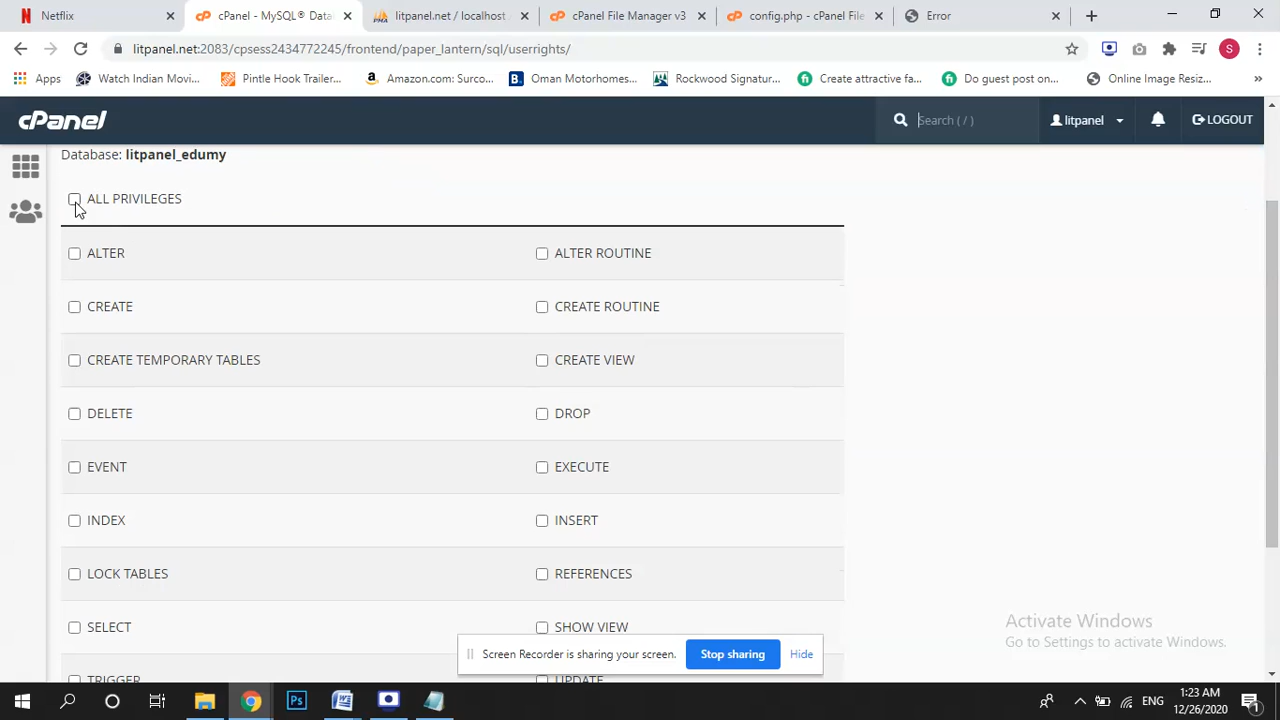 Netflix
cPanel - MySQL® Data
litpanel.net / localhost
cPanel File Manager v3
config.php - cPanel File
Error
litpanel.net:2083/cpsess2434772245/frontend/paper_lantern/sql/userrights/
S
Apps
Watch Indian Movi...
Pintle Hook Trailer...
Amazon.com: Surco...
Oman Motorhomes...
Rockwood Signatur...
Create attractive fa...
Do guest post on...
Online Image Resiz...
»
cPanel
Search ( / )
litpanel
LOGOUT
Database: litpanel_edumy
ALL PRIVILEGES
ALTER
ALTER ROUTINE
CREATE
CREATE ROUTINE
CREATE TEMPORARY TABLES
CREATE VIEW
DELETE
DROP
EVENT
EXECUTE
INDEX
INSERT
LOCK TABLES
REFERENCES
SELECT
SHOW VIEW
TRIGGER
UPDATE
Activate Windows
Go to Settings to activate Windows.
Screen Recorder is sharing your screen.
Stop sharing
Hide
ENG
1:23 AM
12/26/2020
1